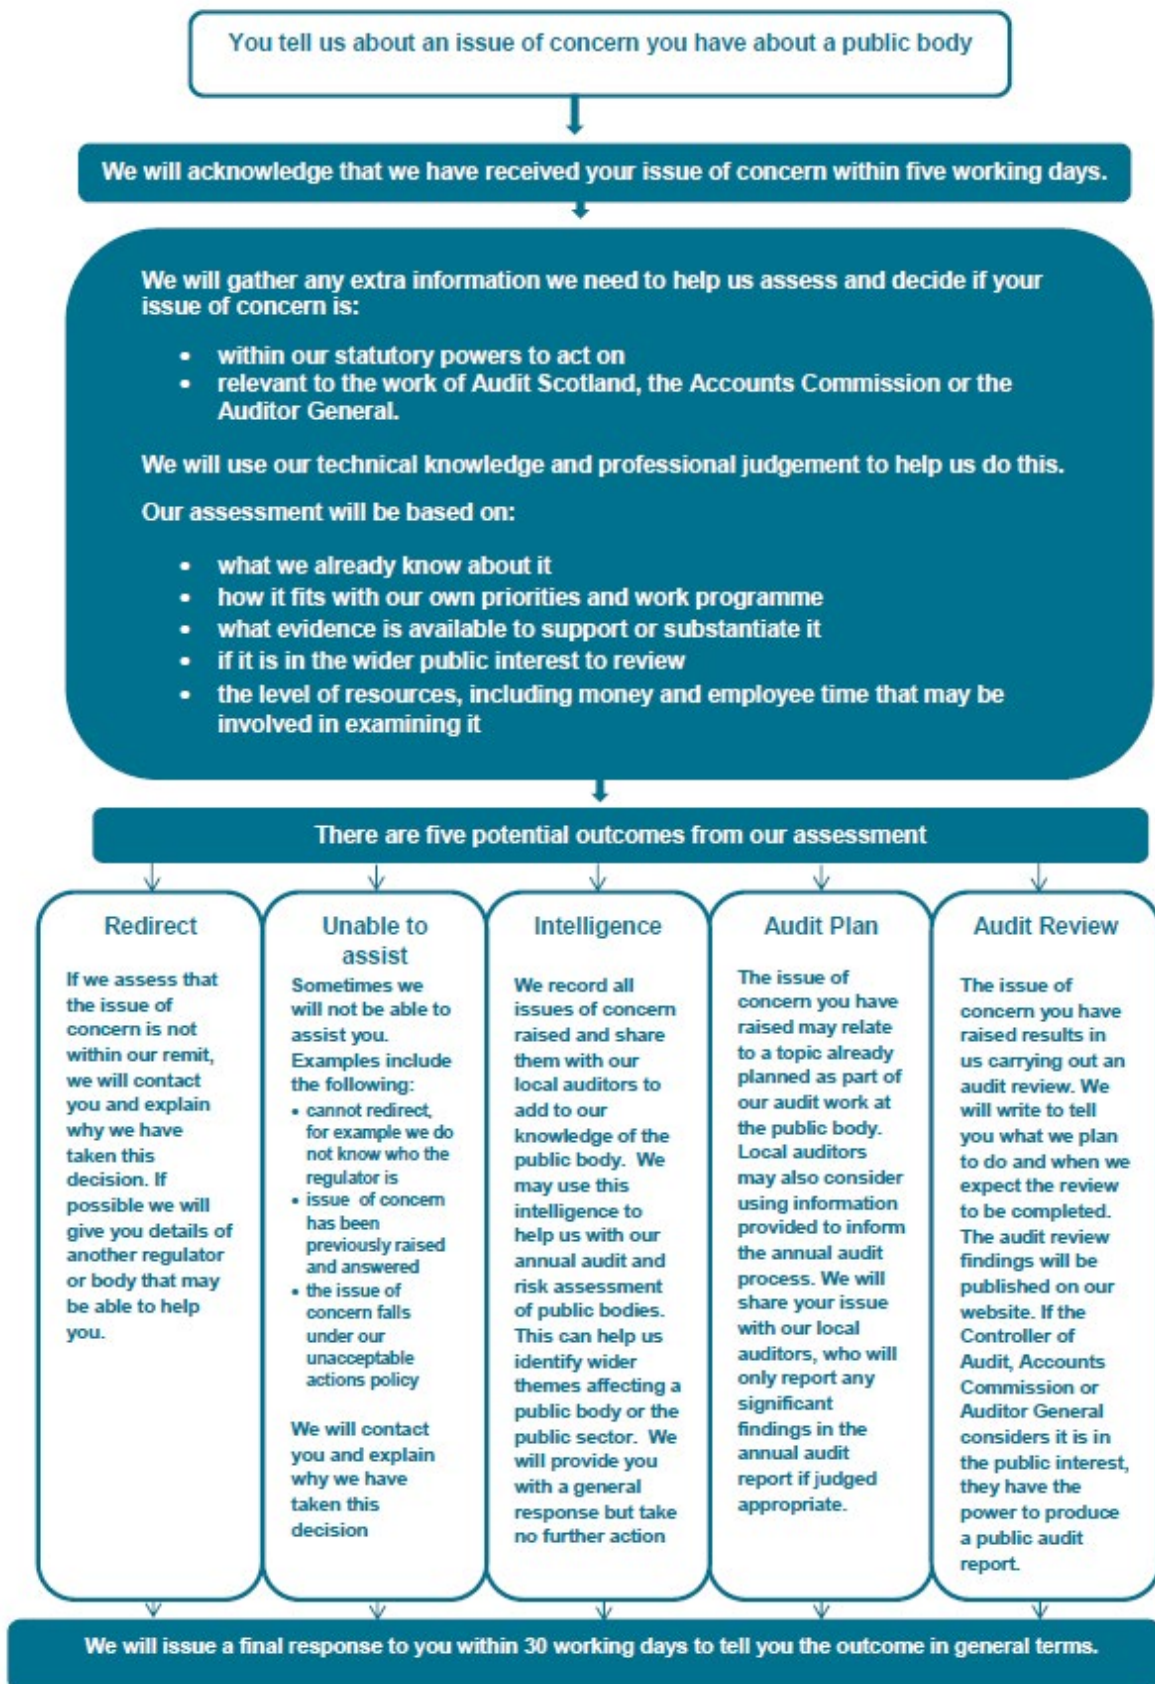 You tell us about an issue of concern you have about a public body
We will acknowledge that we have received your issue of concern within five working days.
We will gather any extra information we need to help us assess and decide if your
issue of concern is:
• within our statutory powers to act on
• relevant to the work of Audit Scotland, the Accounts Commission or the
Auditor General.
We will use our technical knowledge and professional judgement to help us do this.
Our assessment will be based on:
• what we already know about it
• how it fits with our own priorities and work programme
• what evidence is available to support or substantiate it
• if it is in the wider public interest to review
• the level of resources, including money and employee time that may be
involved in examining it
There are five potential outcomes from our assessment
Redirect
If we assess that
the issue of
concern is not
within our remit,
we will contact
you and explain
why we have
taken this
decision. If
possible we will
give you details of
another regulator
or body that may
be able to help
you.
Unable to
assist
Sometimes we
will not be able to
assist you.
Examples include
the following:
• cannot redirect,
for example we do
not know who the
regulator is
• issue of concern
has been
previously raised
and answered
• the issue of
concern falls
under our
unacceptable
actions policy
We will contact
you and explain
why we have
taken this
decision
Intelligence
We record all
issues of concern
raised and share
them with our
local auditors to
add to our
knowledge of the
public body. We
may use this
intelligence to
help us with our
annual audit and
risk assessment
of public bodies.
This can help us
identify wider
themes affecting a
public body or the
public sector. We
will provide you
with a general
response but take
no further action
Audit Plan
The issue of
concern you have
raised may relate
to a topic already
planned as part of
our audit work at
the public body.
Local auditors
may also consider
using information
provided to inform
the annual audit
process. We will
share your issue
with our local
auditors, who will
only report any
significant
findings in the
annual audit
report if judged
appropriate.
Audit Review
The issue of
concern you have
raised results in
us carrying out an
audit review. We
will write to tell
you what we plan
to do and when we
expect the review
to be completed.
The audit review
findings will be
published on our
website. If the
Controller of
Audit, Accounts
Commission or
Auditor General
considers it is in
the public interest,
they have the
power to produce
a public audit
report.
We will issue a final response to you within 30 working days to tell you the outcome in general terms.